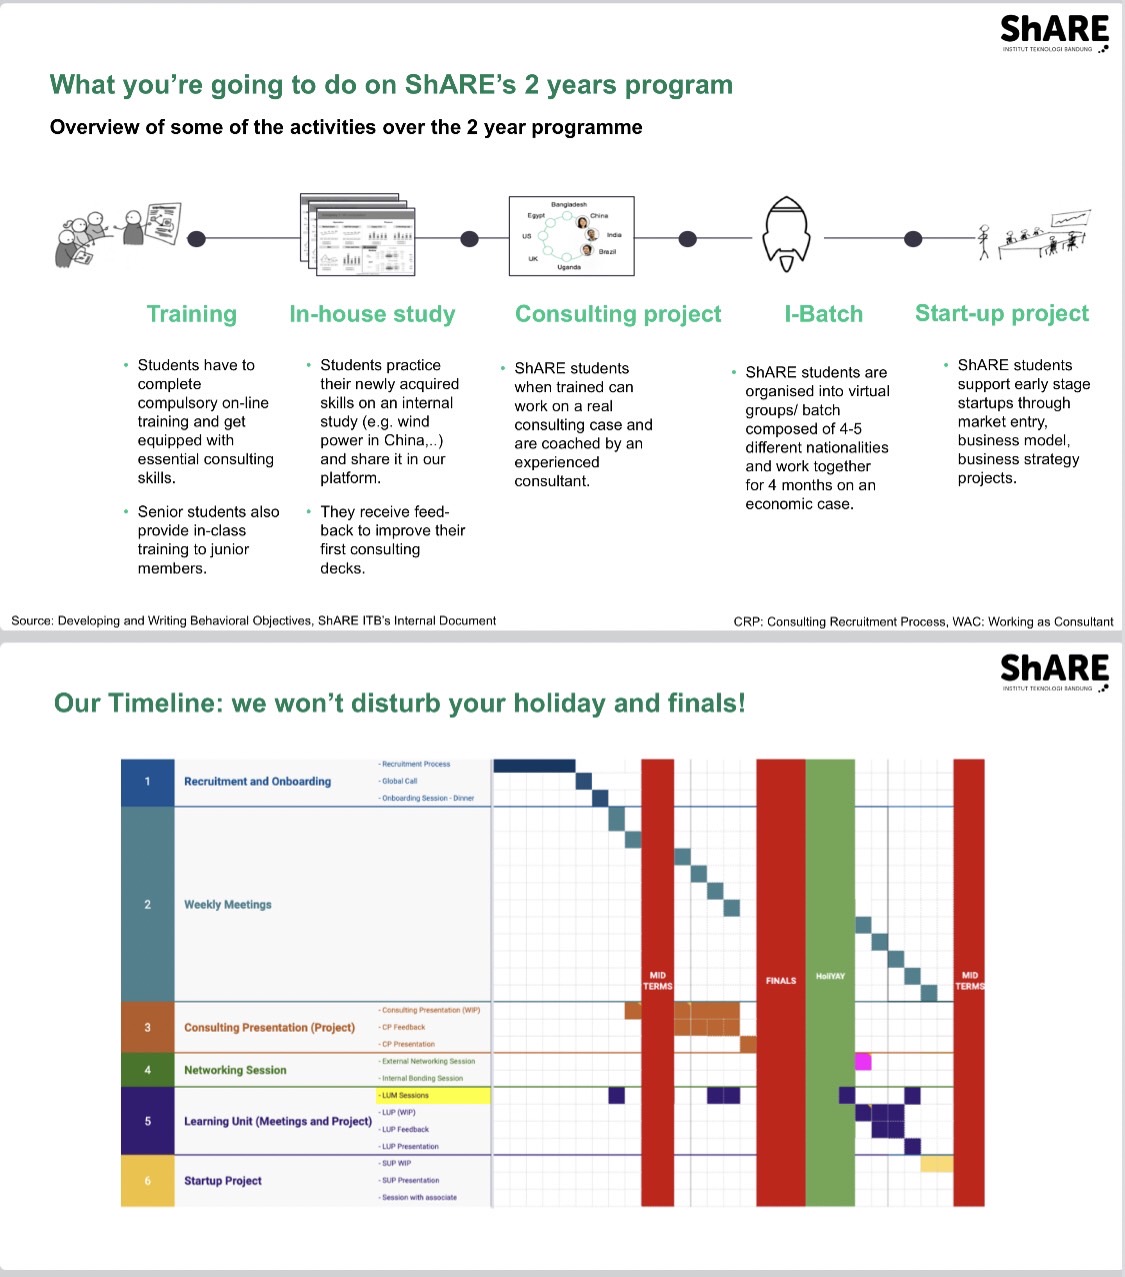 ShARE
INSTITUT TEKNOLOGI BANDUNG
What you're going to do on ShARE's 2 years program
Overview of some of the activities over the 2 year programme
Bangladesh
Egypt
China
US
India
Brazil
UK
Uganda
Training
In-house study
Consulting project
I-Batch
Start-up project
• Students have to
complete
compulsory on-line
training and get
equipped with
essential consulting
skills.
• Senior students also
provide in-class
training to junior
members.
• Students practice
their newly acquired
skills on an internal
study (e.g. wind
power in China,..)
and share it in our
platform.
• They receive feed-
back to improve their
first consulting
decks.
• ShARE students
when trained can
work on a real
consulting case and
are coached by an
experienced
consultant.
• ShARE students are
organised into virtual
groups/ batch
composed of 4-5
different nationalities
and work together
for 4 months on an
economic case.
• ShARE students
support early stage
startups through
market entry,
business model,
business strategy
projects.
Source: Developing and Writing Behavioral Objectives, ShARE ITB's Internal Document
CRP: Consulting Recruitment Process, WAC: Working as Consultant
ShARE
INSTITUT TEKNOLOGI BANDUNG
Our Timeline: we won't disturb your holiday and finals!
1
Recruitment and Onboarding
- Recruitment Process
- Global Call
- Onboarding Session - Dinner
2
Weekly Meetings
MID
TERMS
FINALS
HoliYAY
MID
TERMS
3
Consulting Presentation (Project)
- Consulting Presentation (WIP)
- CP Feedback
- CP Presentation
4
Networking Session
- External Networking Session
- Internal Bonding Session
5
Learning Unit (Meetings and Project)
- LUM Sessions
- LUP (WIP)
- LUP Feedback
- LUP Presentation
6
Startup Project
- SUP WIP
- SUP Presentation
- Session with associate